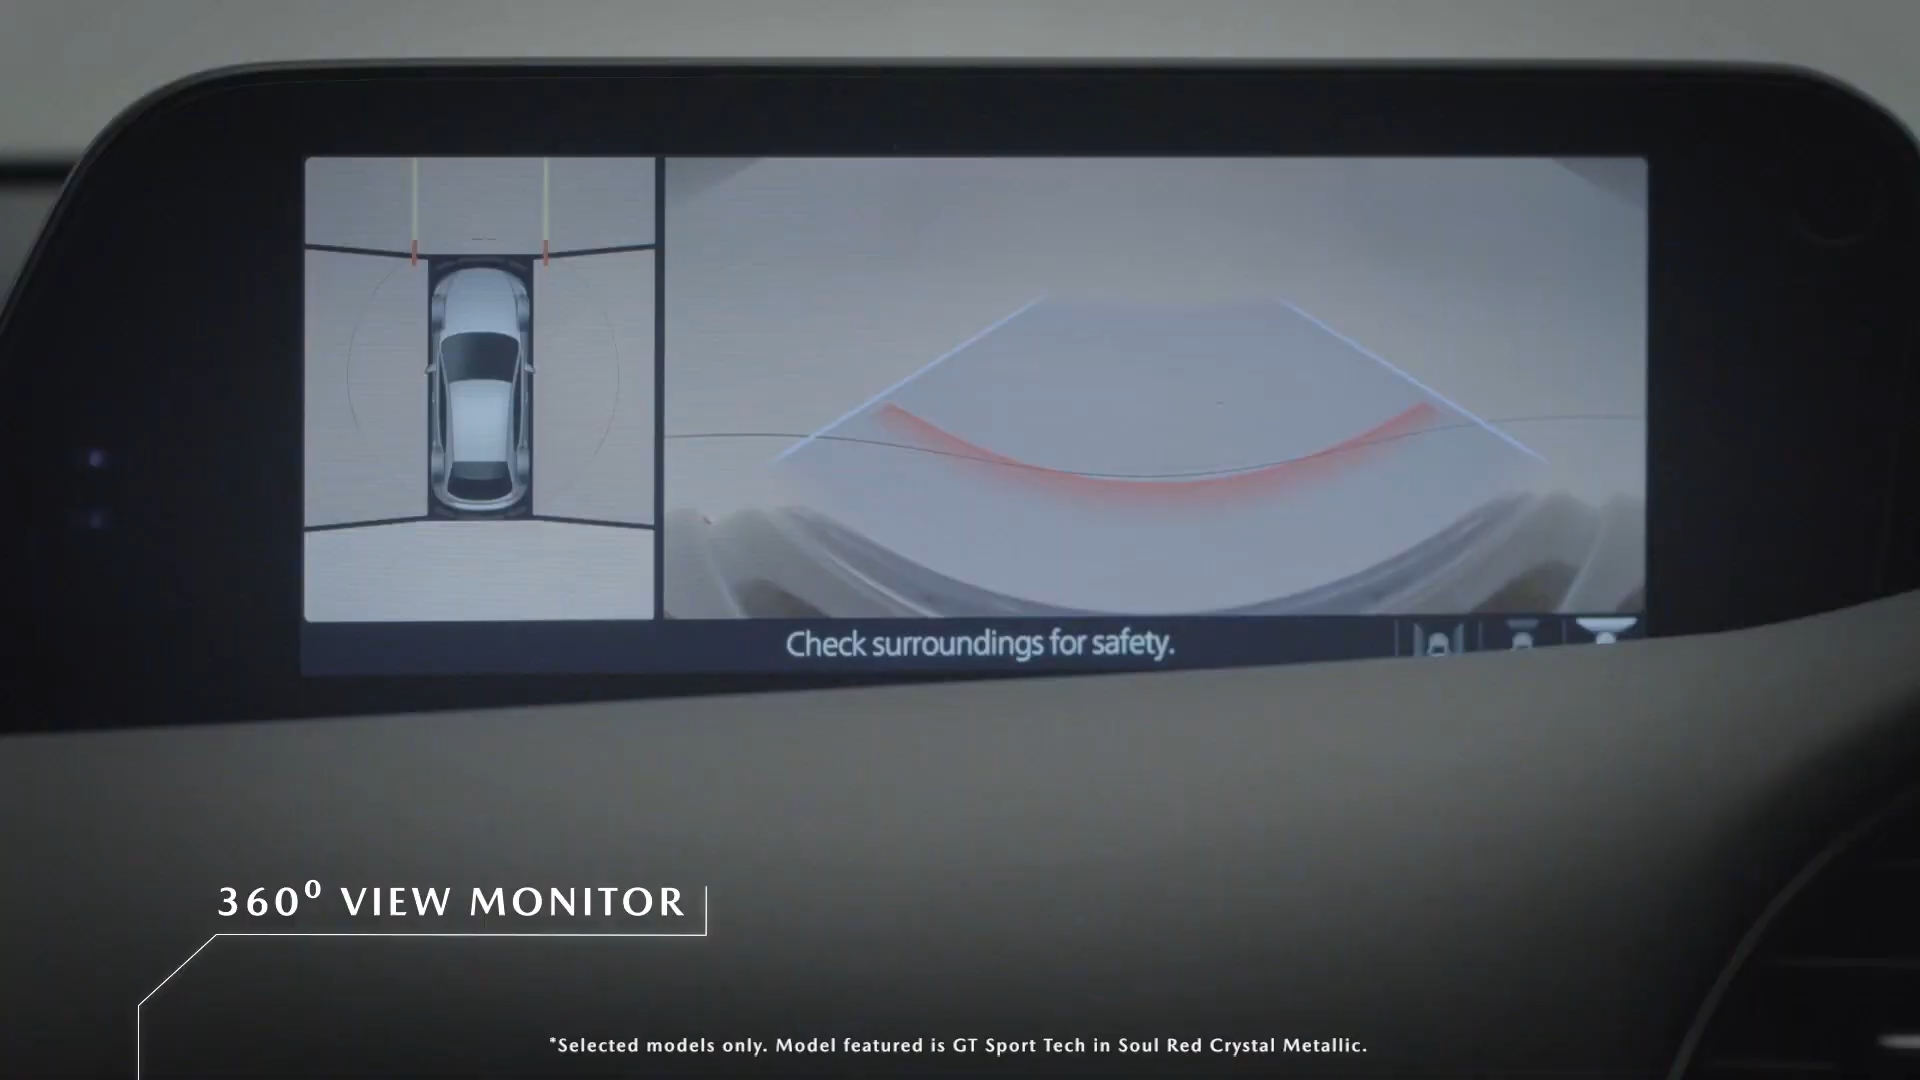 Check surroundings for safety.
360⁰ VIEW MONITOR
*Selected models only. Model featured is GT Sport Tech in Soul Red Crystal Metallic.